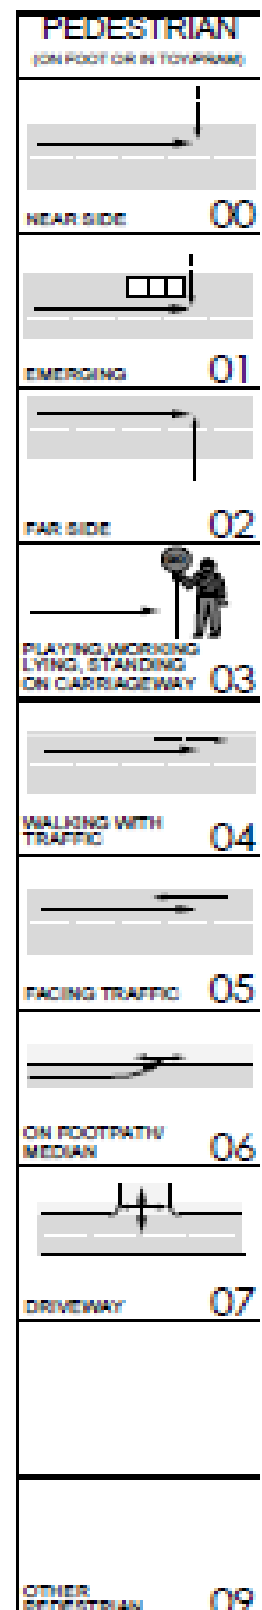 PEDESTRIAN
(ON FOOT OR IN TOY/PRAM)
NEAR SIDE 00
EMERGING 01
FAR SIDE 02
PLAYING, WORKING
LYING, STANDING
ON CARRIAGEWAY 03
WALKING WITH
TRAFFIC 04
FACING TRAFFIC 05
ON FOOTPATH/
MEDIAN 06
DRIVEWAY 07
OTHER
PEDESTRIAN 09